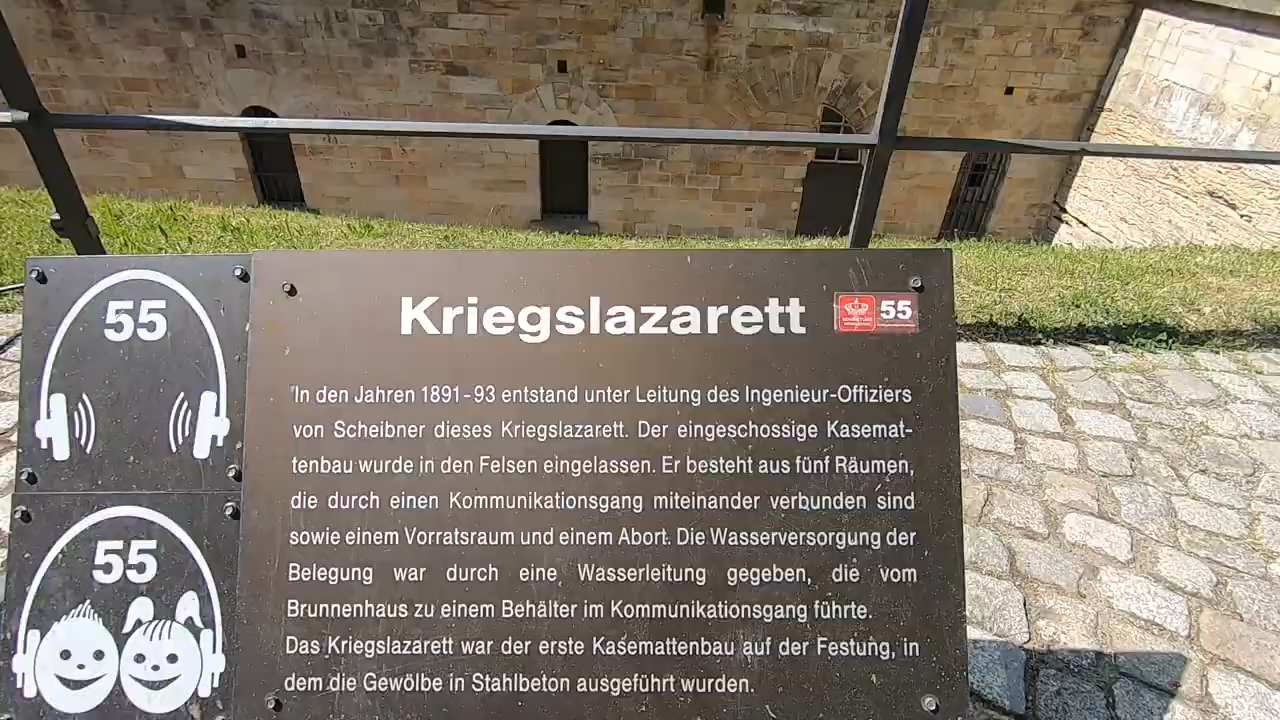 55
Kriegslazarett
55
In den Jahren 1891-93 entstand unter Leitung des Ingenieur-Offiziers
von Scheibner dieses Kriegslazarett. Der eingeschossige Kasemat-
tenbau wurde in den Felsen eingelassen. Er besteht aus fünf Räumen,
die durch einen Kommunikationsgang miteinander verbunden sind
sowie einem Vorratsraum und einem Abort. Die Wasserversorgung der
Belegung war durch eine Wasserleitung gegeben, die vom
Brunnenhaus zu einem Behälter im Kommunikationsgang führte.
Das Kriegslazarett war der erste Kasemattenbau auf der Festung, in
dem die Gewölbe in Stahlbeton ausgeführt wurden.
55